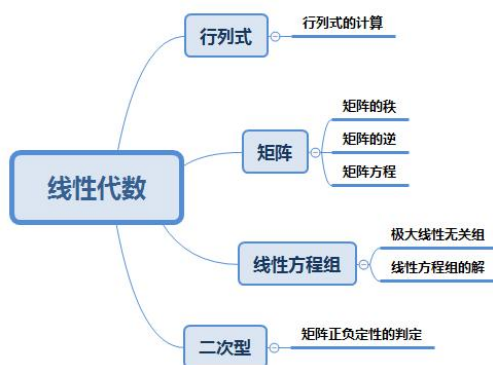 线性代数
行列式
行列式的计算
矩阵
矩阵的秩
矩阵的逆
矩阵方程
线性方程组
极大线性无关组
线性方程组的解
二次型
矩阵正负定性的判定